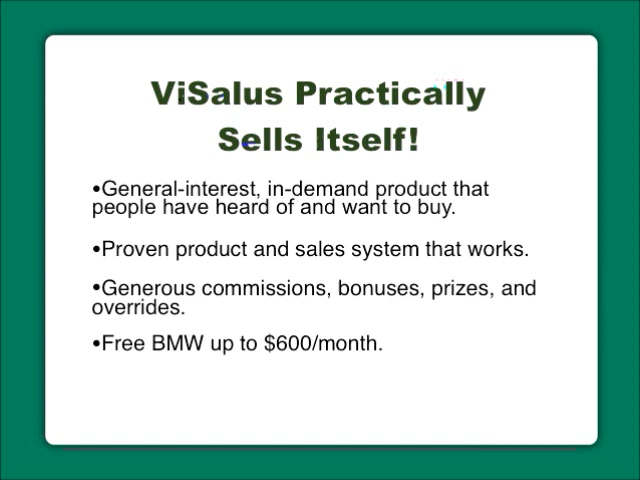 ViSalus Practically
Sells Itself!
•General-interest, in-demand product that
people have heard of and want to buy.
•Proven product and sales system that works.
•Generous commissions, bonuses, prizes, and
overrides.
•Free BMW up to $600/month.